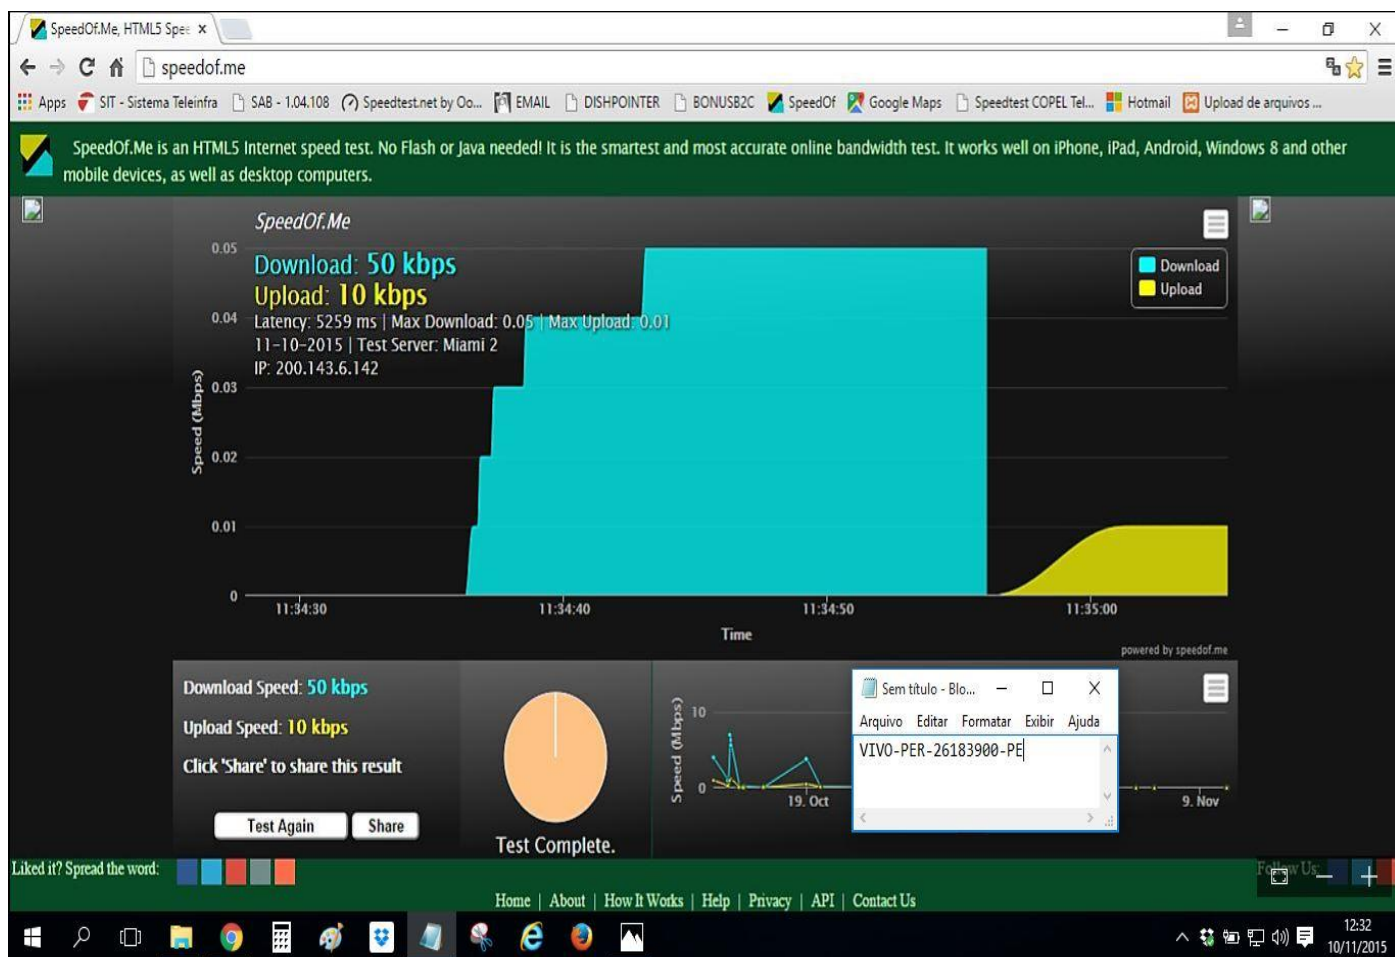 SpeedOf.Me, HTML5 Spe
speedof.me
Apps SIT - Sistema Teleinfra SAB - 1.04.108 Speedtest.net by Oo... EMAIL DISHPOINTER BONUSB2C SpeedOf Google Maps Speedtest COPEL Tel... Hotmail Upload de arquivos ...
SpeedOf.Me is an HTML5 Internet speed test. No Flash or Java needed! It is the smartest and most accurate online bandwidth test. It works well on iPhone, iPad, Android, Windows 8 and other
mobile devices, as well as desktop computers.
SpeedOf.Me
Download: 50 kbps
Upload: 10 kbps
Latency: 5259 ms | Max Download: 0.05 | Max Upload: 0.01
11-10-2015 | Test Server: Miami 2
IP: 200.143.6.142
Download
Upload
Speed (Mbps)
0.05
0.04
0.03
0.02
0.01
0
11:34:30 11:34:40 11:34:50 11:35:00
Time
powered by speedof.me
Download Speed: 50 kbps
Upload Speed: 10 kbps
Click 'Share' to share this result
Test Again Share
Test Complete.
Speed (Mbps)
10
0
19. Oct 9. Nov
Sem título - Blo...
Arquivo Editar Formatar Exibir Ajuda
VIVO-PER-26183900-PE
Liked it? Spread the word:
Follow Us:
Home | About | How It Works | Help | Privacy | API | Contact Us
12:32
10/11/2015